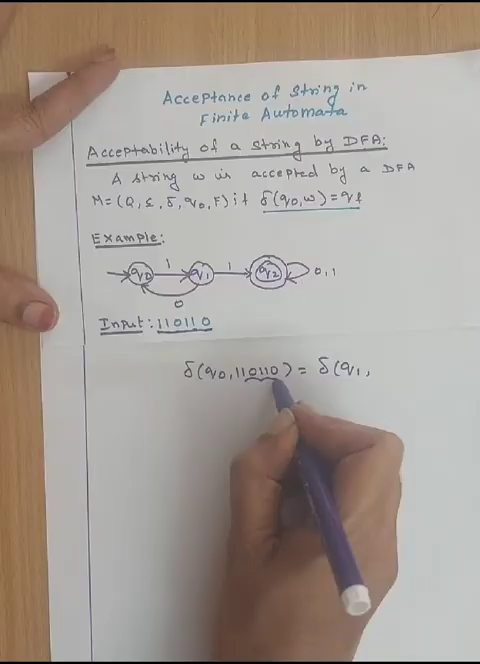 Acceptance of String in
Finite Automata
Acceptability of a string by DFA:
A string w is accepted by a DFA
M=(Q, Σ, δ, q0, F) if δ(q0,w)=qf
Example:
q0 1 q1 1 q2 0,1
0
Input: 110110
δ(q0,110110) = δ(q1,